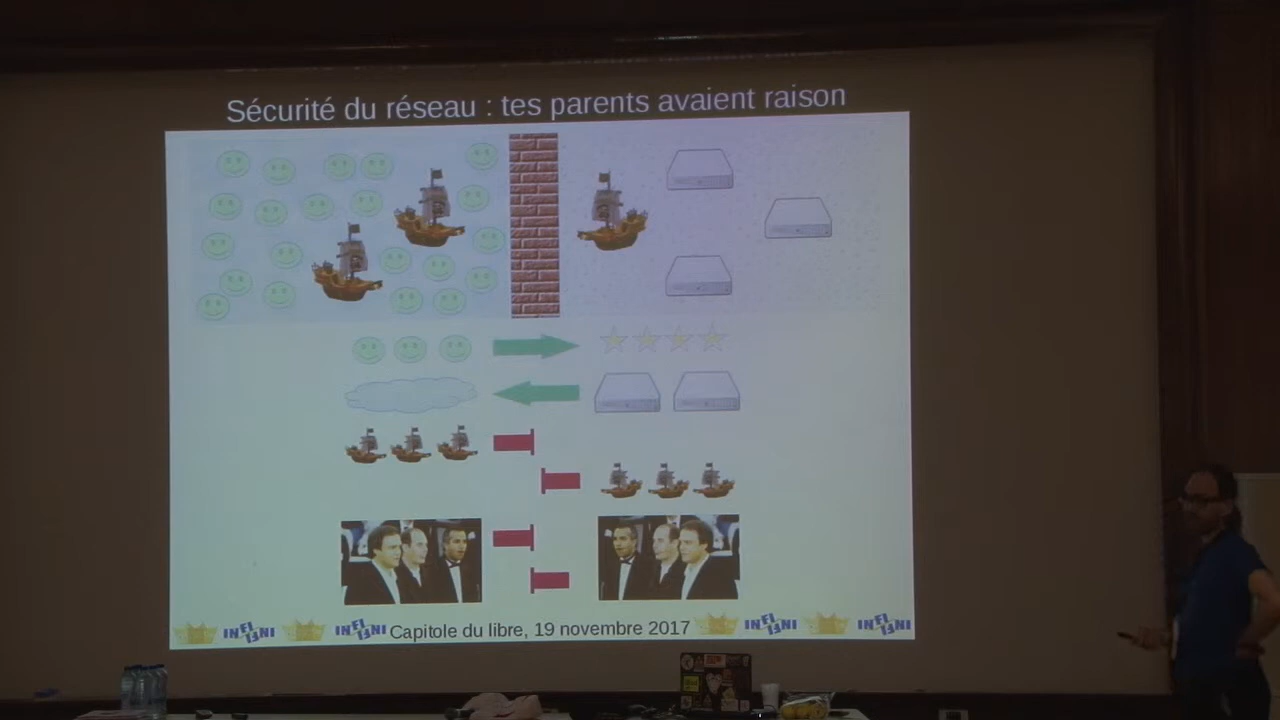 Sécurité du réseau : tes parents avaient raison
INFINI INFINI Capitole du libre, 19 novembre 2017 INFINI INFINI